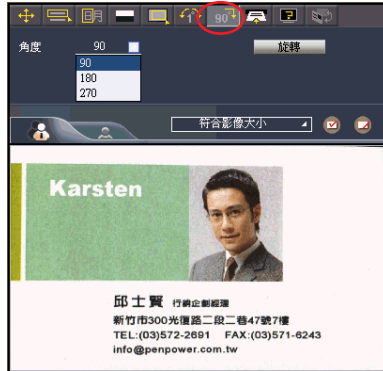 90
角度 90 旋轉
90
180
270
符合影像大小
Karsten
邱士賢 行銷企劃經理
新竹市300光復路二段二巷47號7樓
TEL:(03)572-2691 FAX:(03)571-6243
info@penpower.com.tw